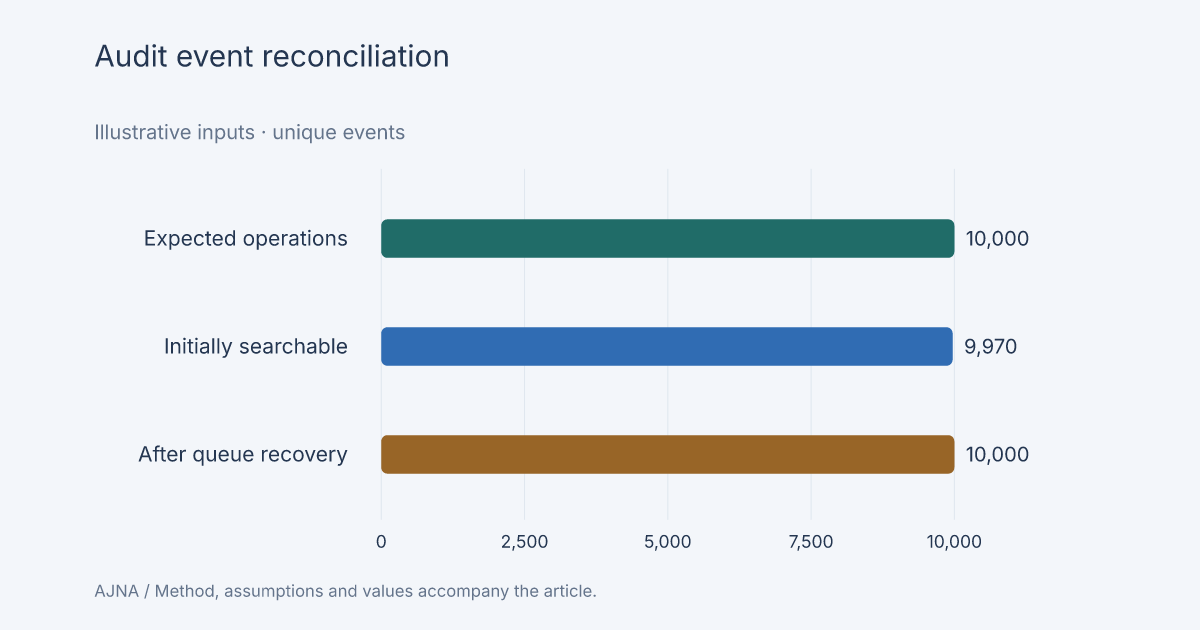 Audit event reconciliation
Illustrative inputs · unique events
Expected operations 10,000
Initially searchable 9,970
After queue recovery 10,000
0 2,500 5,000 7,500 10,000
AJNA / Method, assumptions and values accompany the article.